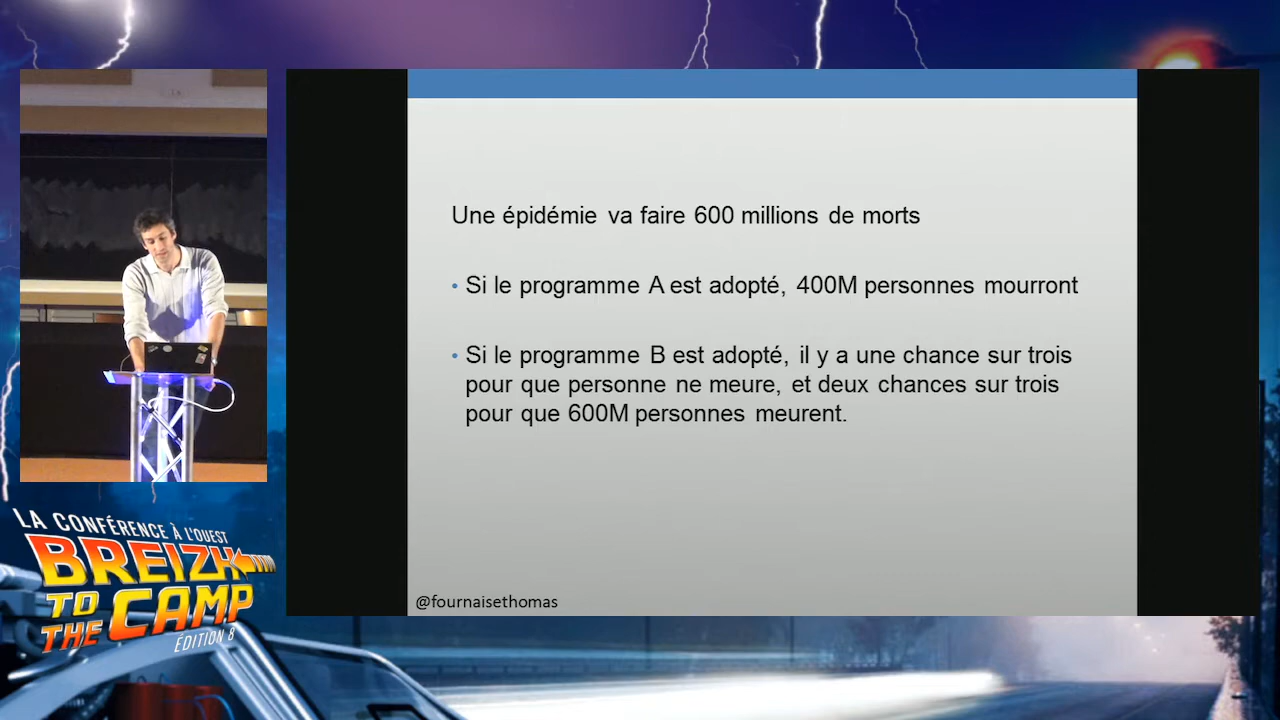 Une épidémie va faire 600 millions de morts
• Si le programme A est adopté, 400M personnes mourront
• Si le programme B est adopté, il y a une chance sur trois
pour que personne ne meure, et deux chances sur trois
pour que 600M personnes meurent.
@fournaisethomas
LA CONFÉRENCE À L'OUEST
BREIZH
TO
THE CAMP
ÉDITION 8